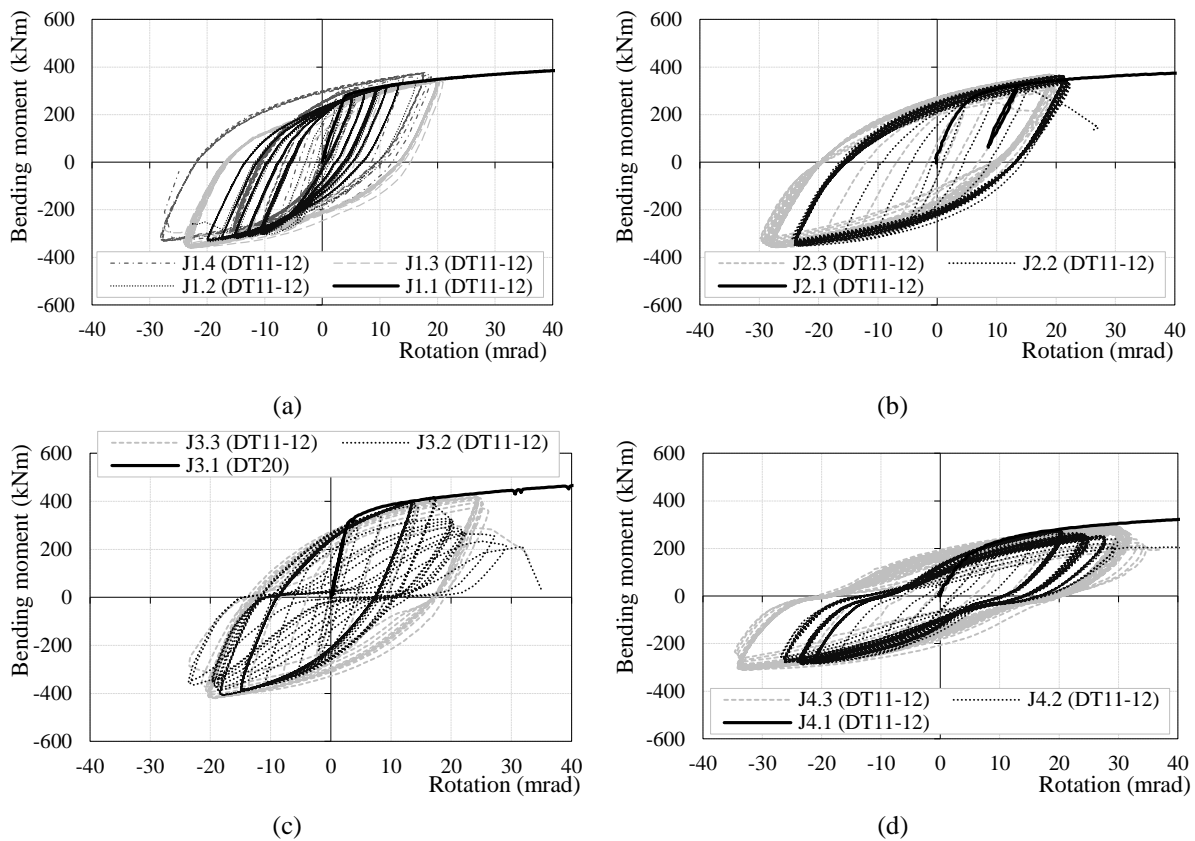 600
400
200
0
-200
-400
-600
Bending moment (kNm)
J1.4 (DT11-12) J1.3 (DT11-12)
J1.2 (DT11-12) J1.1 (DT11-12)
-40 -30 -20 -10 0 10 20 30 40
Rotation (mrad)
(a)
600
400
200
0
-200
-400
-600
Bending moment (kNm)
J2.3 (DT11-12) J2.2 (DT11-12)
J2.1 (DT11-12)
-40 -30 -20 -10 0 10 20 30 40
Rotation (mrad)
(b)
J3.3 (DT11-12) J3.2 (DT11-12)
J3.1 (DT20)
600
400
200
0
-200
-400
-600
Bending moment (kNm)
-40 -30 -20 -10 0 10 20 30 40
Rotation (mrad)
(c)
600
400
200
0
-200
-400
-600
Bending moment (kNm)
J4.3 (DT11-12) J4.2 (DT11-12)
J4.1 (DT11-12)
-40 -30 -20 -10 0 10 20 30 40
Rotation (mrad)
(d)